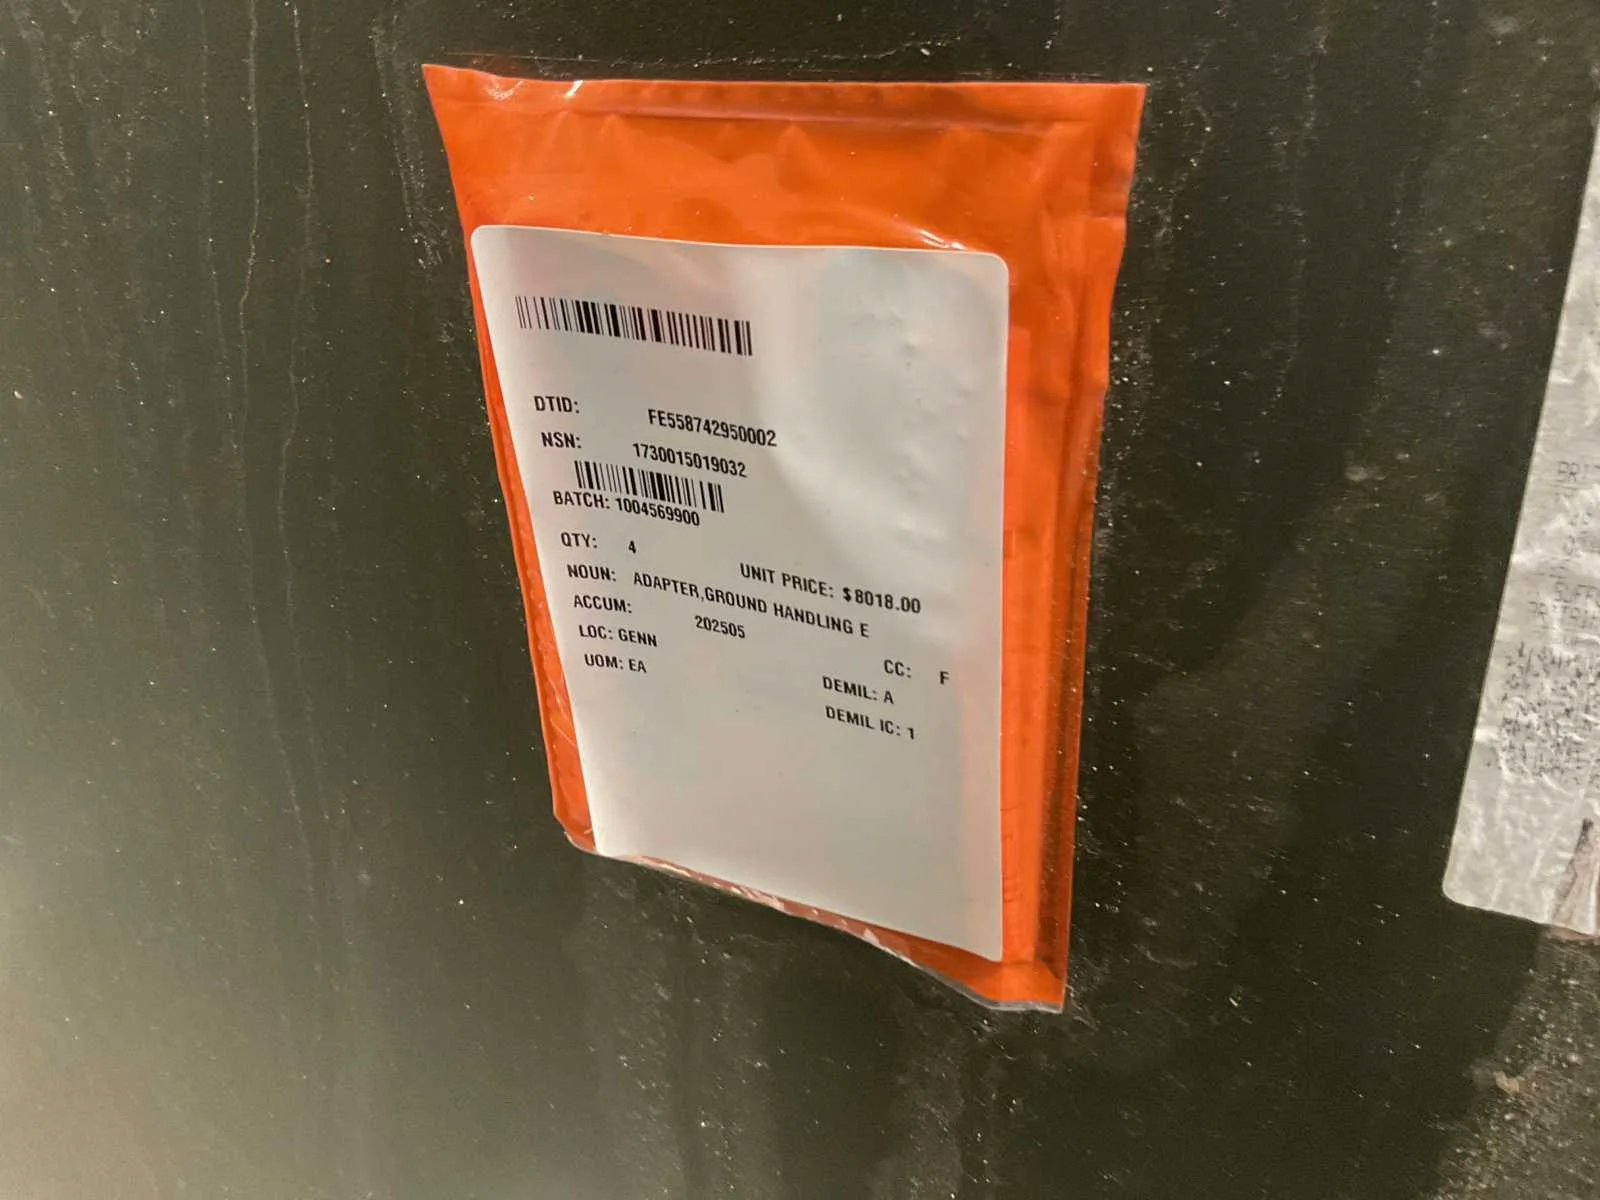 DTID: FE558742950002
NSN: 1730015019032
BATCH: 1004569900
QTY: 4
UNIT PRICE: $8018.00
NOUN: ADAPTER,GROUND HANDLING E
ACCUM: 202505
LOC: GENN
CC: F
UOM: EA
DEMIL: A
DEMIL IC: 1